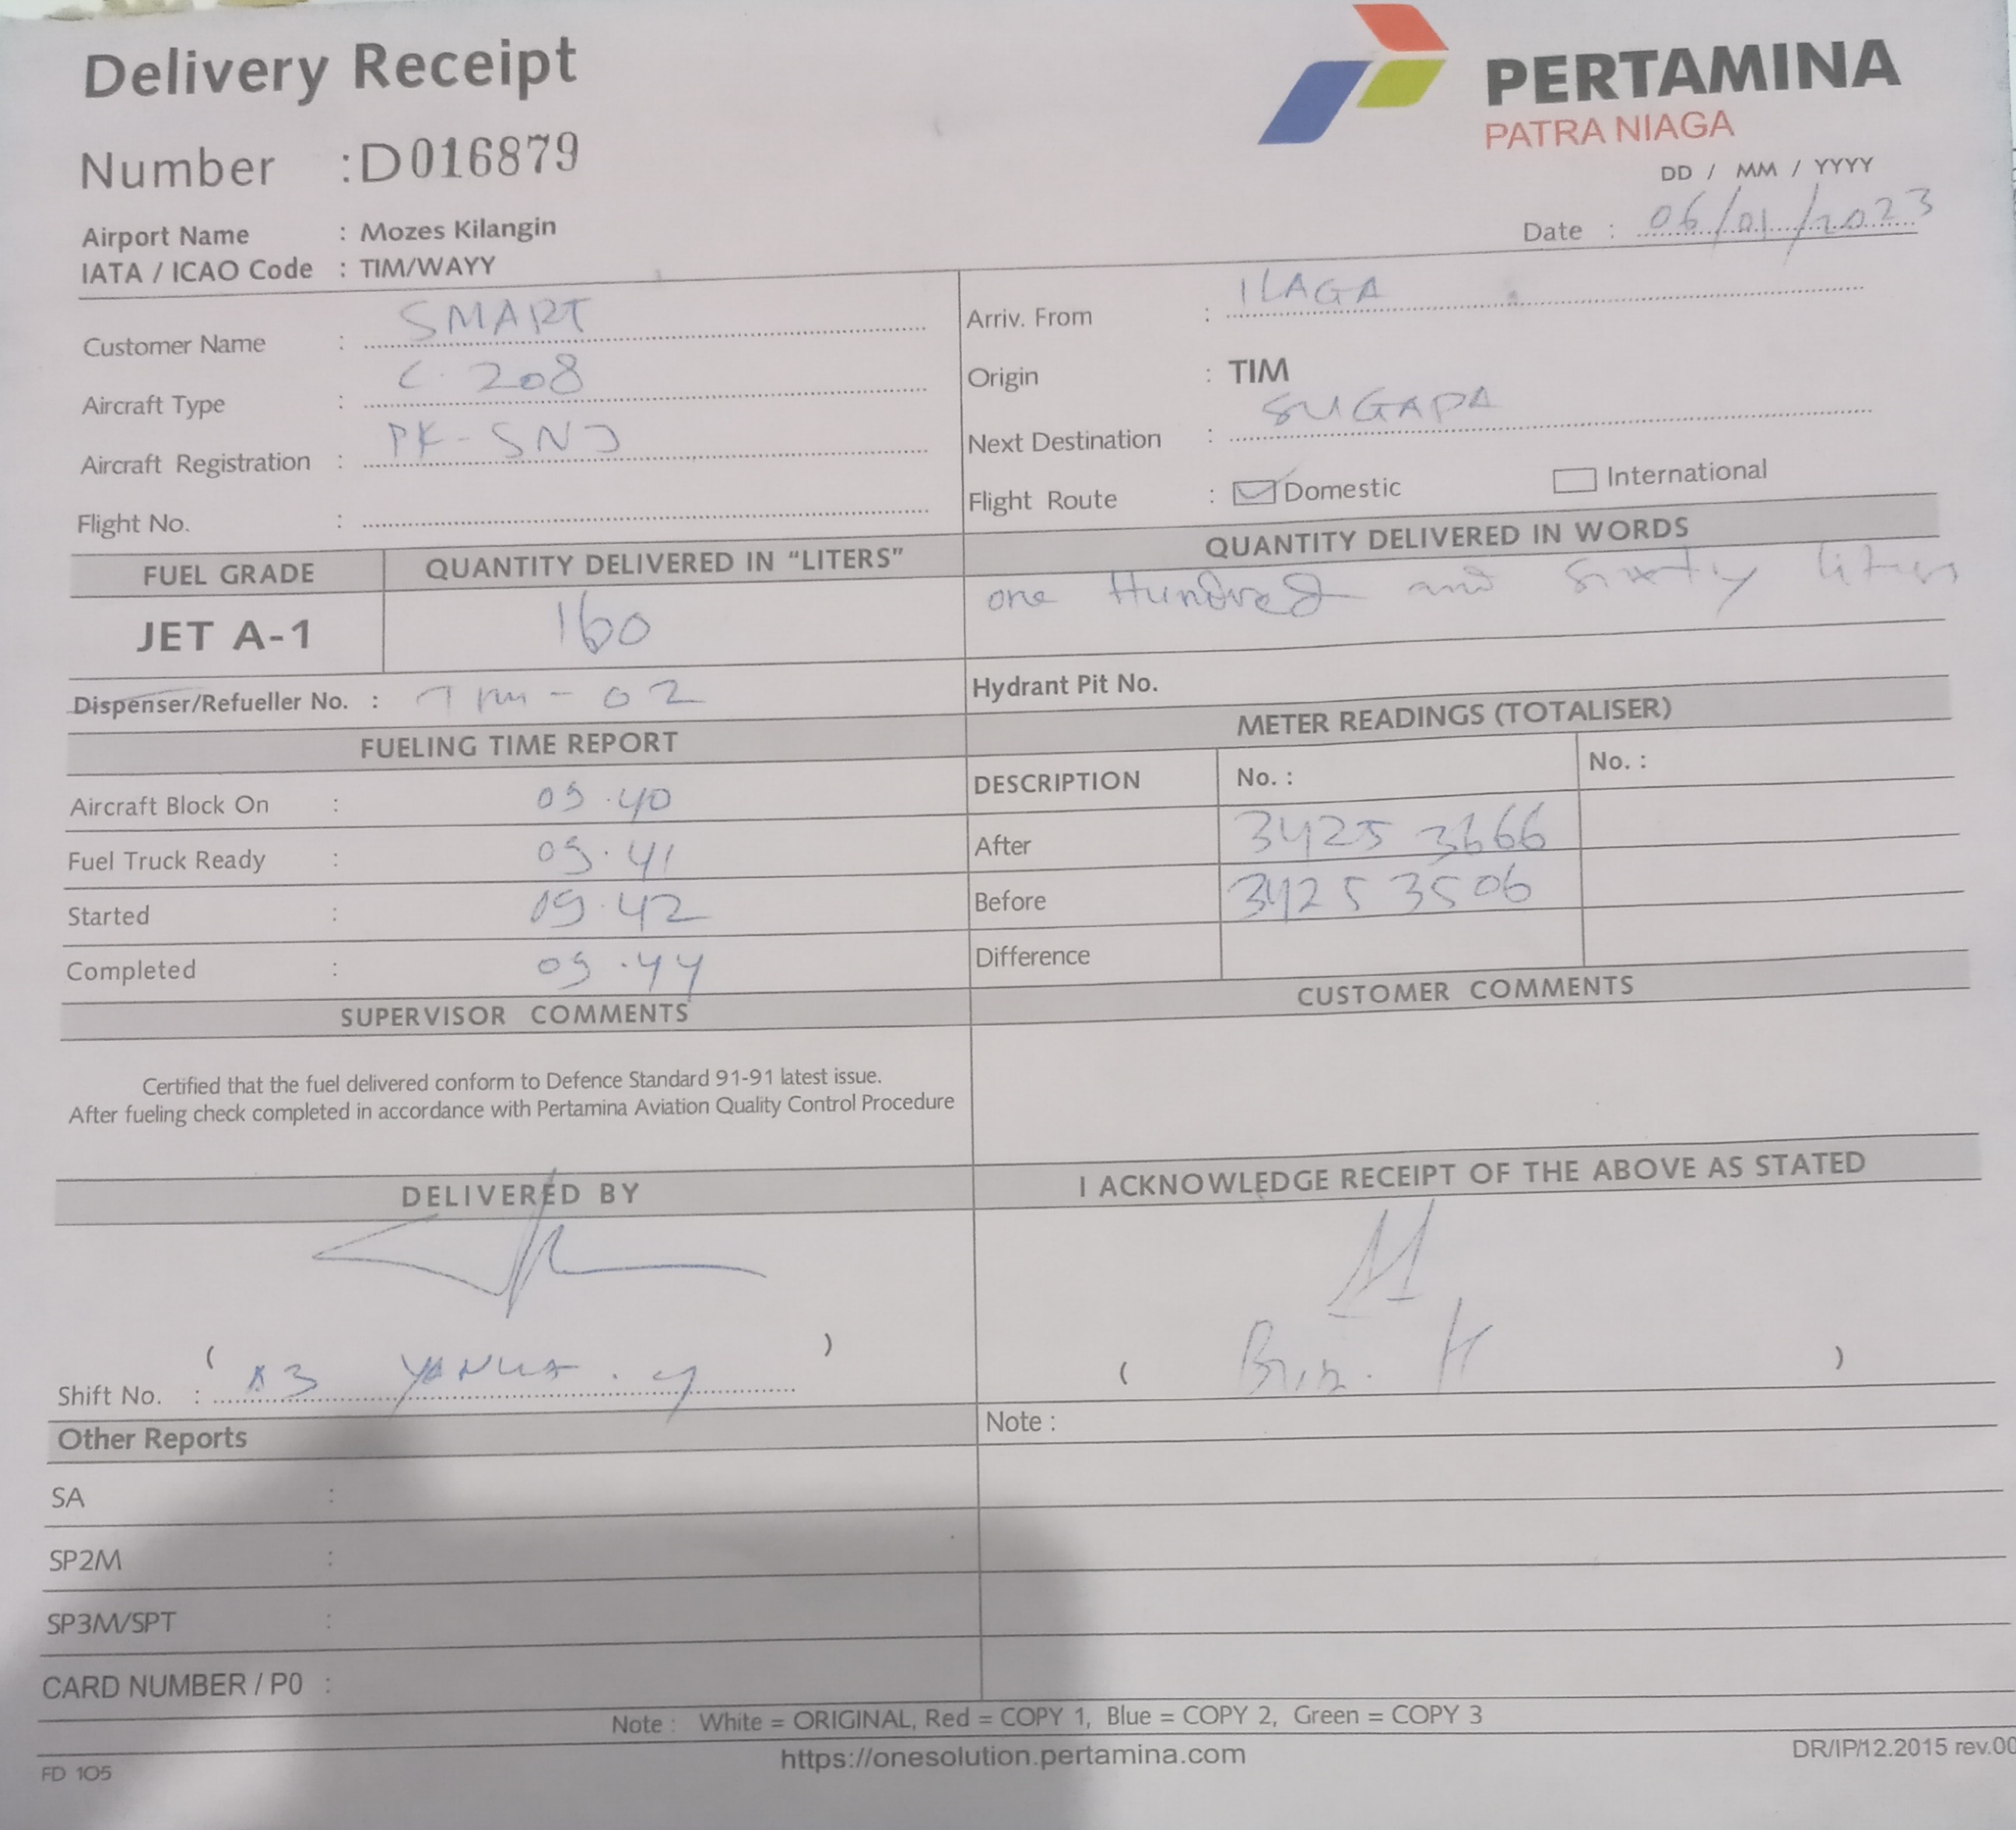 Delivery Receipt
PERTAMINA
PATRA NIAGA
Number : D016879
DD / MM / YYYY
Date : 06/01/2023
Airport Name : Mozes Kilangin
IATA / ICAO Code : TIM/WAYY
Customer Name : SMART
Arriv. From : ILAGA
Aircraft Type : C. 208
Origin : TIM
Aircraft Registration : PK-SNJ
Next Destination : SUGAPA
Flight No. :
Flight Route : Domestic International
FUEL GRADE QUANTITY DELIVERED IN "LITERS" QUANTITY DELIVERED IN WORDS
JET A-1 160 one Hundred and sixty liters
Dispenser/Refueller No. : - 02
Hydrant Pit No.
FUELING TIME REPORT
METER READINGS (TOTALISER)
DESCRIPTION No. : No. :
Aircraft Block On : 09.40
After 34253666
Fuel Truck Ready : 09.41
Before 34253506
Started : 09.42
Difference
Completed : 09.44
SUPERVISOR COMMENTS
CUSTOMER COMMENTS
Certified that the fuel delivered conform to Defence Standard 91-91 latest issue.
After fueling check completed in accordance with Pertamina Aviation Quality Control Procedure
DELIVERED BY
I ACKNOWLEDGE RECEIPT OF THE ABOVE AS STATED
( )
Shift No. :
( )
Other Reports
Note :
SA :
SP2M :
SP3M/SPT :
CARD NUMBER / P0 :
Note : White = ORIGINAL, Red = COPY 1, Blue = COPY 2, Green = COPY 3
https://onesolution.pertamina.com
FD 105
DR/IP/12.2015 rev.00